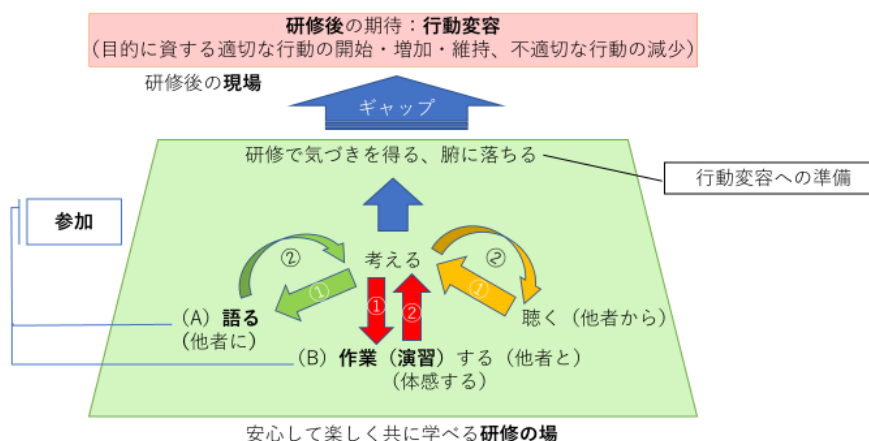 研修後の期待：行動変容
（目的に資する適切な行動の開始・増加・維持、不適切な行動の減少）
研修後の現場
ギャップ
研修で気づきを得る、腑に落ちる
行動変容への準備
参加
②
②
考える
①
①
①
②
（A）語る
（他者に）
聴く（他者から）
（B）作業（演習）する（他者と）
（体感する）
安心して楽しく共に学べる研修の場